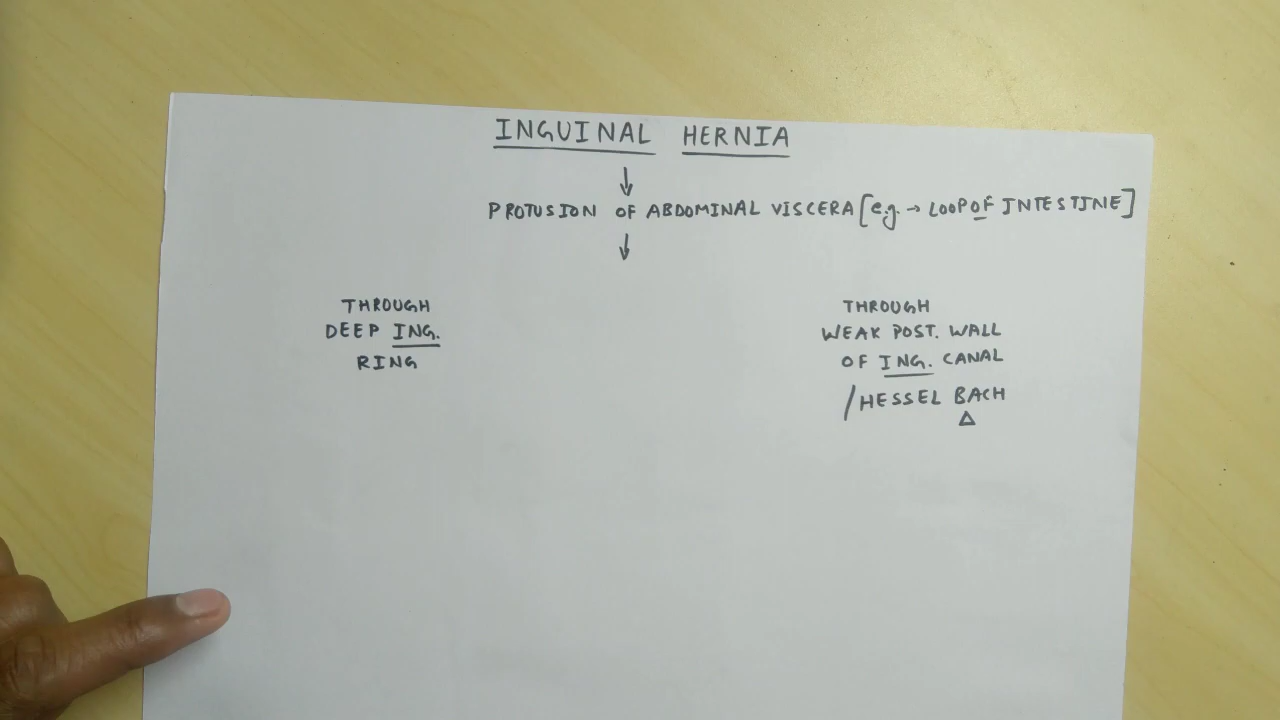 INGUINAL HERNIA
↓
PROTUSION OF ABDOMINAL VISCERA [e.g. → LOOP OF INTESTINE]
↓
THROUGH
DEEP ING.
RING
THROUGH
WEAK POST. WALL
OF ING. CANAL
/HESSEL BACH
△